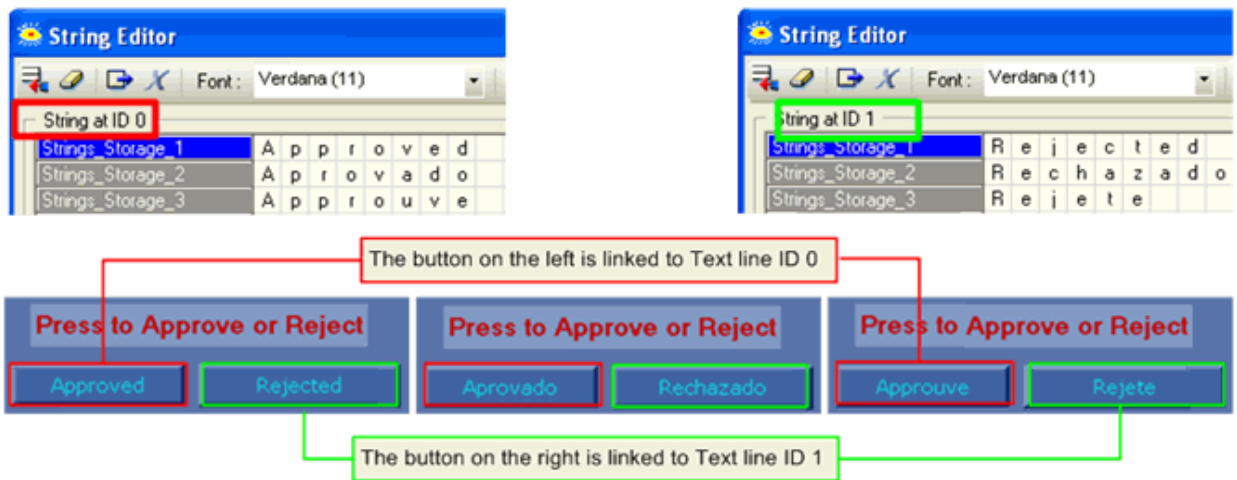 String Editor
Font: Verdana (11)
String at ID 0
Strings_Storage_1 A p p r o v e d
Strings_Storage_2 A p r o v a d o
Strings_Storage_3 A p p r o u v e
String Editor
Font: Verdana (11)
String at ID 1
Strings_Storage_1 R e j e c t e d
Strings_Storage_2 R e c h a z a d o
Strings_Storage_3 R e j e t e
The button on the left is linked to Text line ID 0
Press to Approve or Reject
Approved Rejected
Press to Approve or Reject
Aprovado Rechazado
Press to Approve or Reject
Approuve Rejete
The button on the right is linked to Text line ID 1